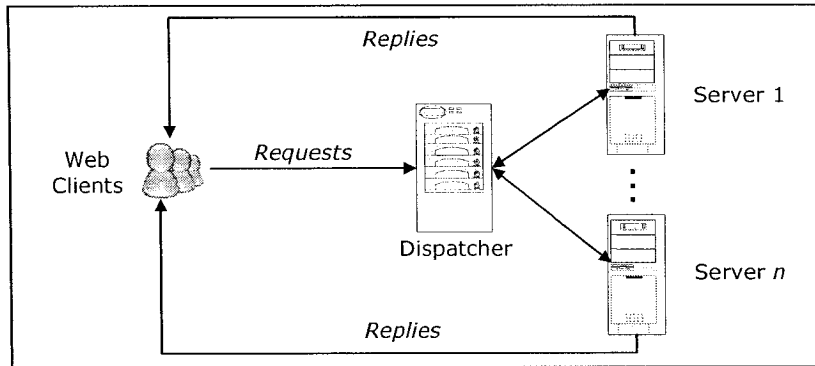 Replies
Server 1
Web
Clients
Requests
Dispatcher
Server n
Replies